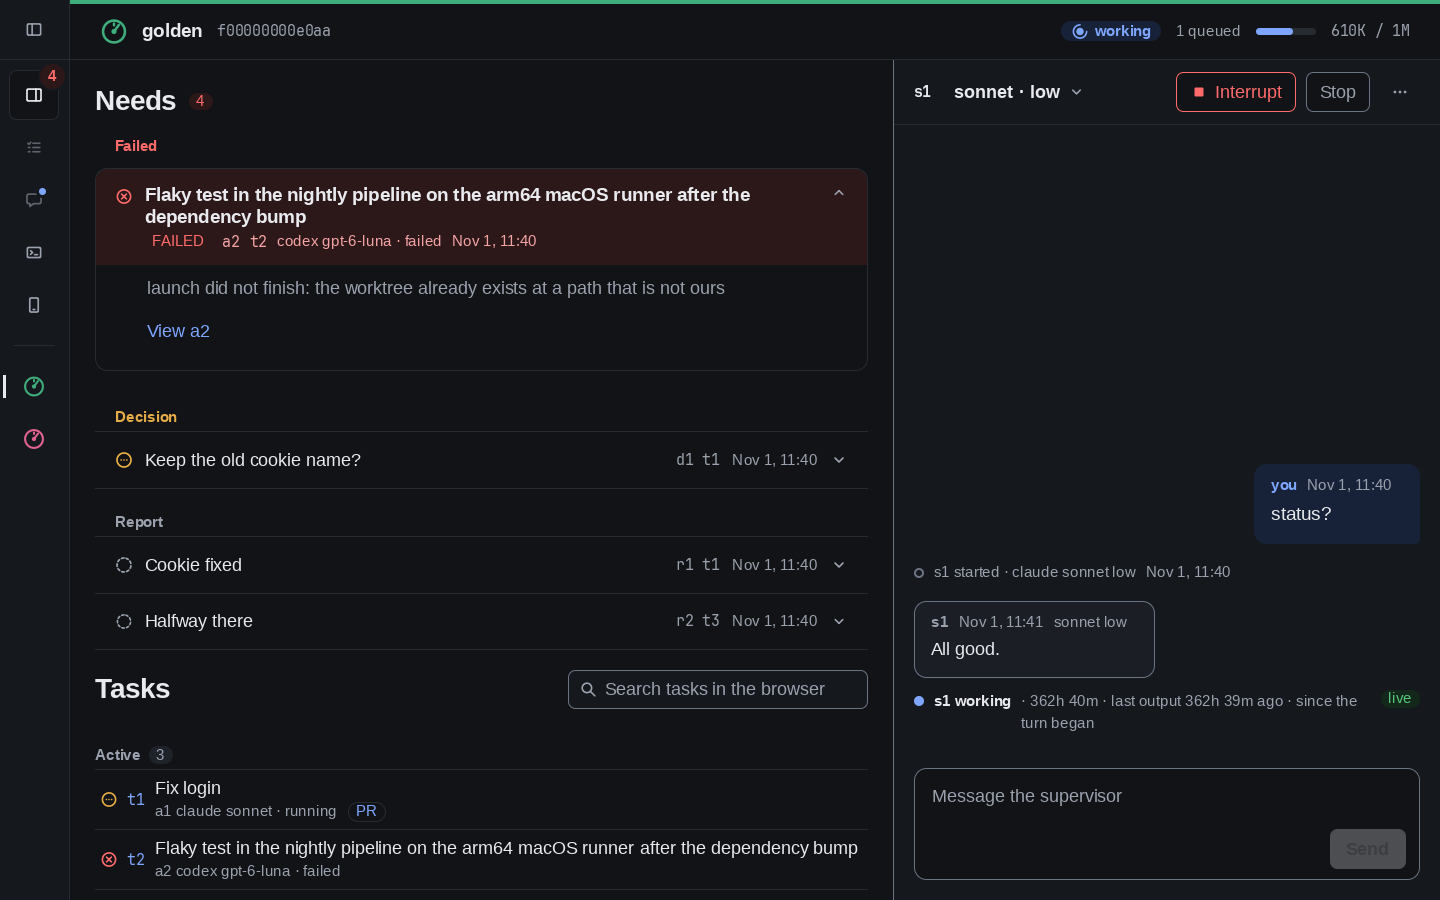 golden f00000000e0aa
working 1 queued 610K / 1M
4
Needs 4
Failed
Flaky test in the nightly pipeline on the arm64 macOS runner after the
dependency bump
FAILED a2 t2 codex gpt-6-luna · failed Nov 1, 11:40
launch did not finish: the worktree already exists at a path that is not ours
View a2
Decision
Keep the old cookie name? d1 t1 Nov 1, 11:40
Report
Cookie fixed r1 t1 Nov 1, 11:40
Halfway there r2 t3 Nov 1, 11:40
Tasks
Search tasks in the browser
Active 3
t1 Fix login
a1 claude sonnet · running PR
t2 Flaky test in the nightly pipeline on the arm64 macOS runner after the dependency bump
a2 codex gpt-6-luna · failed
s1 sonnet · low Interrupt Stop
you Nov 1, 11:40
status?
s1 started · claude sonnet low Nov 1, 11:40
s1 Nov 1, 11:41 sonnet low
All good.
s1 working · 362h 40m · last output 362h 39m ago · since the
turn began
live
Message the supervisor
Send